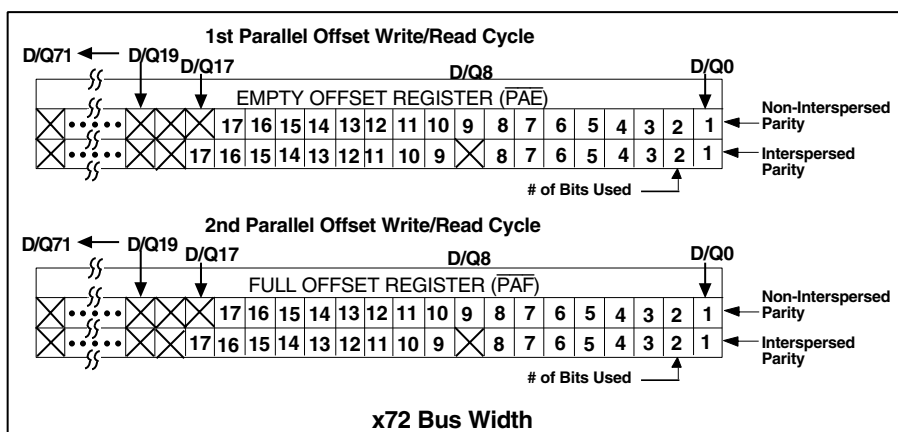 1st Parallel Offset Write/Read Cycle
D/Q71 D/Q19 D/Q17 D/Q8 D/Q0
EMPTY OFFSET REGISTER (PAE)
17 16 15 14 13 12 11 10 9 8 7 6 5 4 3 2 1 Non-Interspersed Parity
17 16 15 14 13 12 11 10 9 8 7 6 5 4 3 2 1 Interspersed Parity
# of Bits Used
2nd Parallel Offset Write/Read Cycle
D/Q71 D/Q19 D/Q17 D/Q8 D/Q0
FULL OFFSET REGISTER (PAF)
17 16 15 14 13 12 11 10 9 8 7 6 5 4 3 2 1 Non-Interspersed Parity
17 16 15 14 13 12 11 10 9 8 7 6 5 4 3 2 1 Interspersed Parity
# of Bits Used
x72 Bus Width